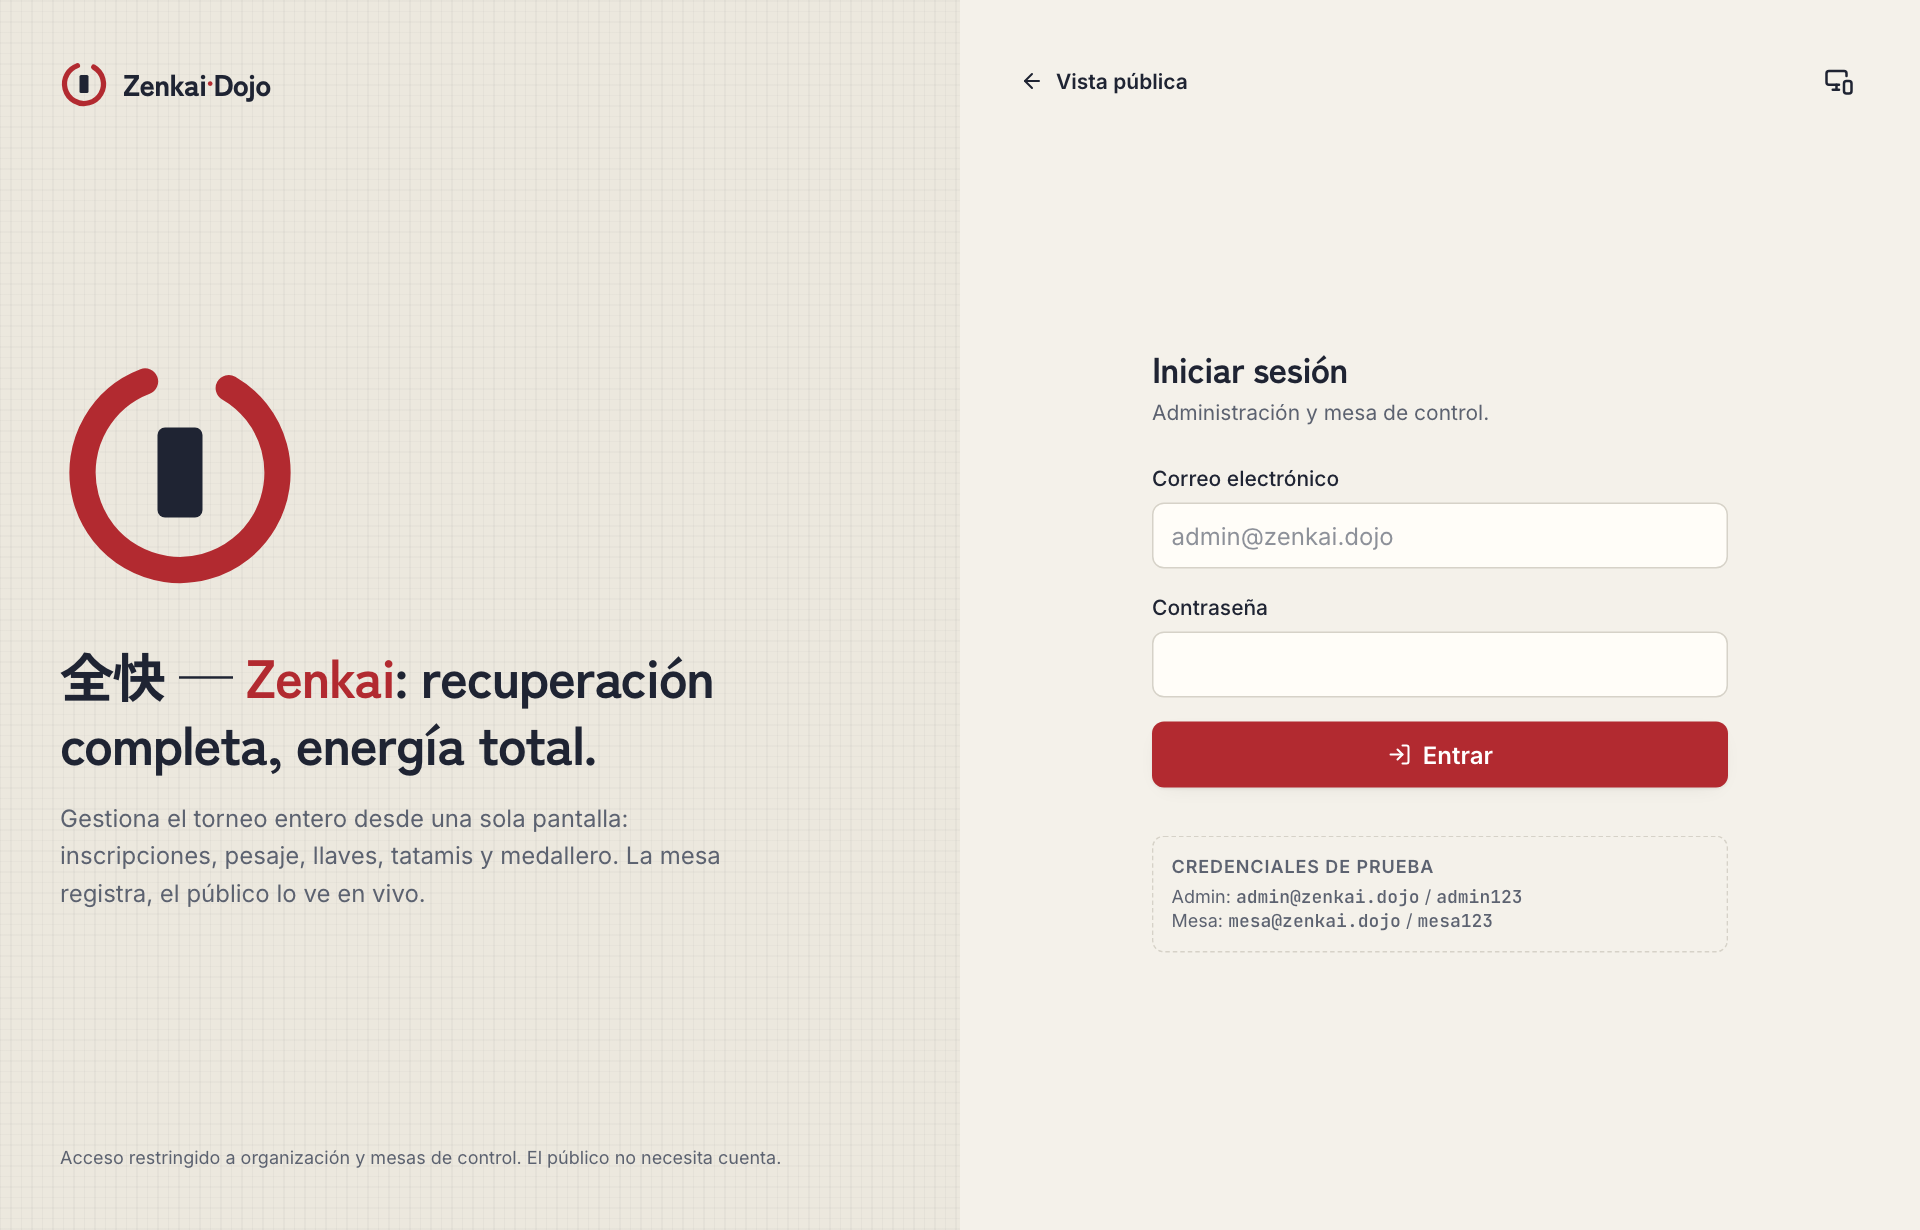 Zenkai·Dojo
全快 — Zenkai: recuperación
completa, energía total.
Gestiona el torneo entero desde una sola pantalla:
inscripciones, pesaje, llaves, tatamis y medallero. La mesa
registra, el público lo ve en vivo.
Acceso restringido a organización y mesas de control. El público no necesita cuenta.
Vista pública
Iniciar sesión
Administración y mesa de control.
Correo electrónico
admin@zenkai.dojo
Contraseña
Entrar
CREDENCIALES DE PRUEBA
Admin: admin@zenkai.dojo / admin123
Mesa: mesa@zenkai.dojo / mesa123